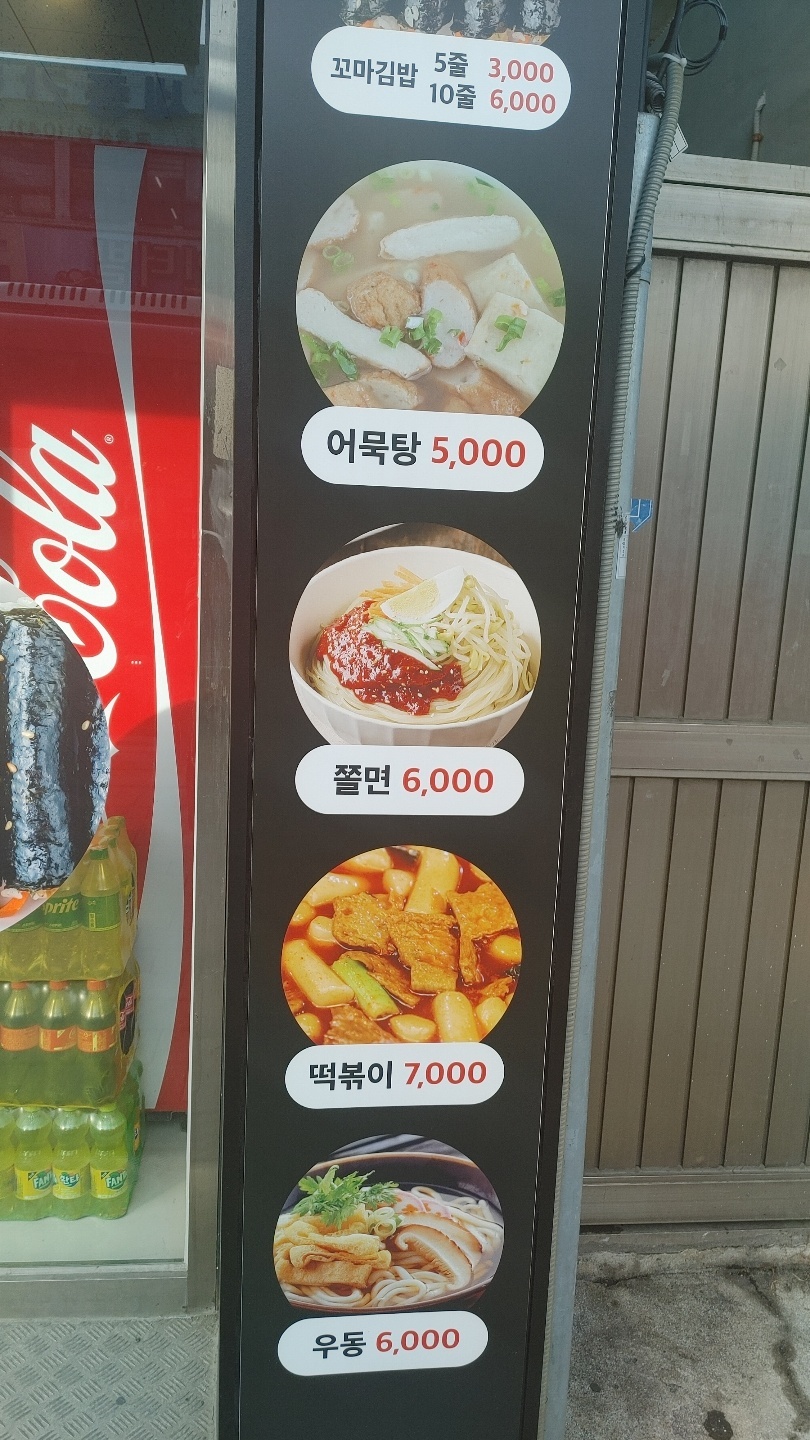 꼬마김밥 5줄 3,000
10줄 6,000
어묵탕 5,000
쫄면 6,000
떡볶이 7,000
우동 6,000
Cola